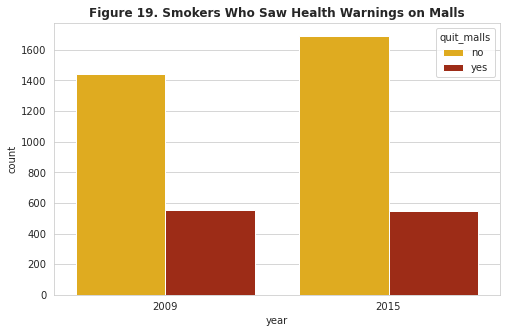 Figure 19. Smokers Who Saw Health Warnings on Malls
quit_malls
no
yes
1600
1400
1200
1000
800
600
400
200
0
count
2009
2015
year